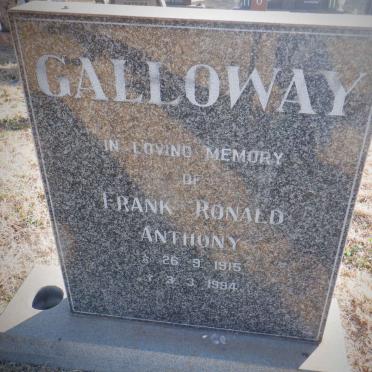 GALLOWAY
IN LOVING MEMORY
OF
FRANK RONALD
ANTHONY
26 . 9 . 1915
3 . 3 . 1994